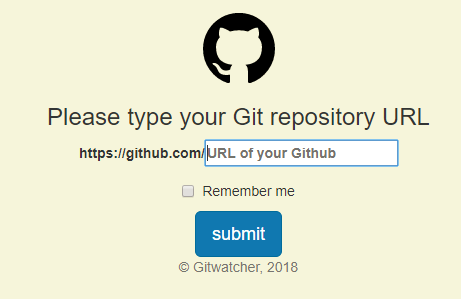 Please type your Git repository URL
https://github.com/URL of your Github
Remember me
submit
© Gitwatcher, 2018